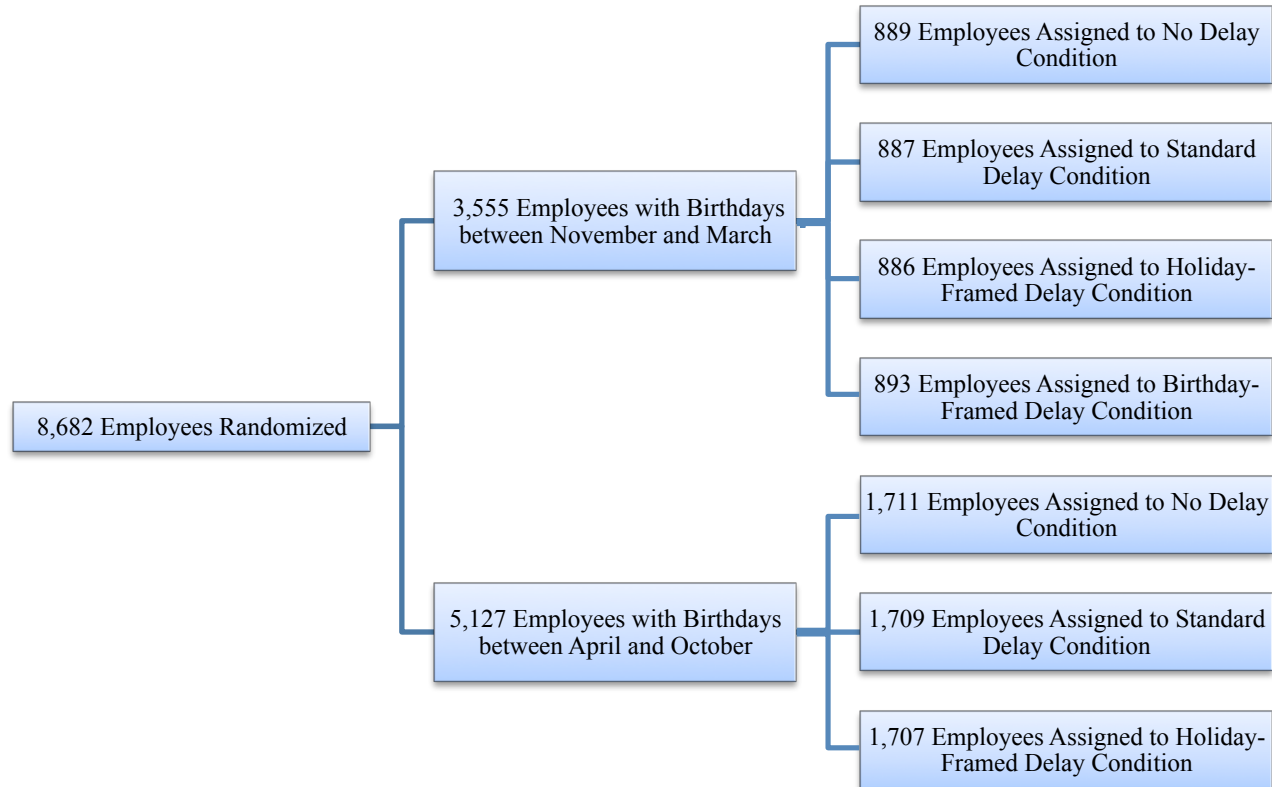 8,682 Employees Randomized
3,555 Employees with Birthdays
between November and March
889 Employees Assigned to No Delay
Condition
887 Employees Assigned to Standard
Delay Condition
886 Employees Assigned to Holiday-
Framed Delay Condition
893 Employees Assigned to Birthday-
Framed Delay Condition
5,127 Employees with Birthdays
between April and October
1,711 Employees Assigned to No Delay
Condition
1,709 Employees Assigned to Standard
Delay Condition
1,707 Employees Assigned to Holiday-
Framed Delay Condition